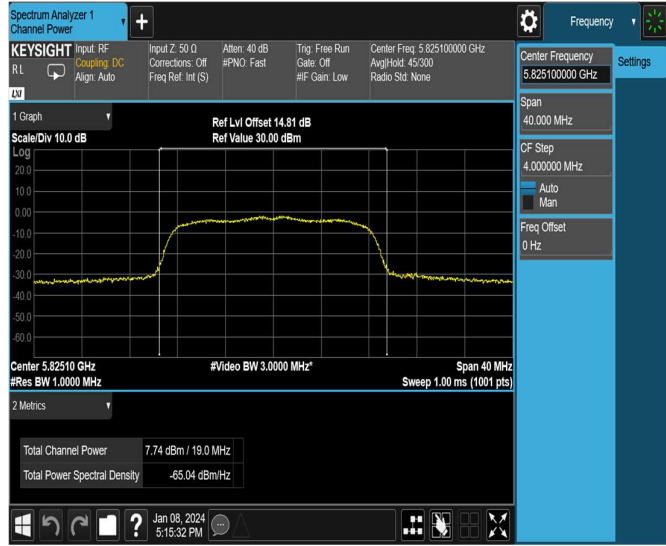 Spectrum Analyzer 1
Channel Power
Frequency
KEYSIGHT
R L
LXI
Input: RF
Coupling: DC
Align: Auto
Input Z: 50 Ω
Corrections: Off
Freq Ref: Int (S)
Atten: 40 dB
#PNO: Fast
Trig: Free Run
Gate: Off
#IF Gain: Low
Center Freq: 5.825100000 GHz
Avg|Hold: 45/300
Radio Std: None
Center Frequency
5.825100000 GHz
Settings
Span
40.000 MHz
CF Step
4.000000 MHz
Auto
Man
Freq Offset
0 Hz
1 Graph
Scale/Div 10.0 dB
Ref Lvl Offset 14.81 dB
Ref Value 30.00 dBm
Log
20.0
10.0
0.00
-10.0
-20.0
-30.0
-40.0
-50.0
-60.0
Center 5.82510 GHz
#Video BW 3.0000 MHz*
Span 40 MHz
#Res BW 1.0000 MHz
Sweep 1.00 ms (1001 pts)
2 Metrics
Total Channel Power 7.74 dBm / 19.0 MHz
Total Power Spectral Density -65.04 dBm/Hz
?
Jan 08, 2024
5:15:32 PM